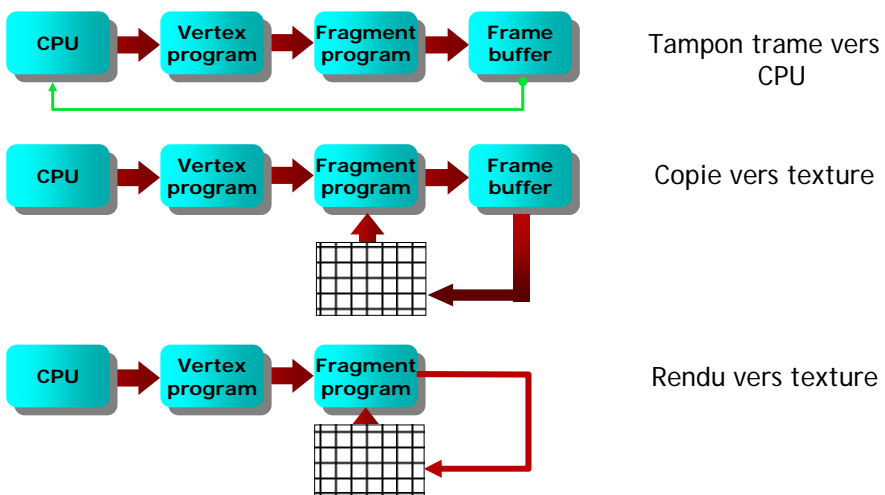 CPU
Vertex
program
Fragment
program
Frame
buffer
Tampon trame vers
CPU
CPU
Vertex
program
Fragment
program
Frame
buffer
Copie vers texture
CPU
Vertex
program
Fragment
program
Rendu vers texture